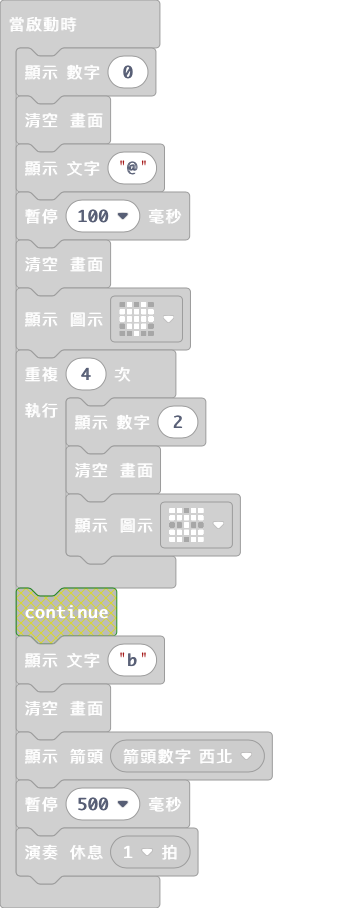 當啟動時
顯示 數字 0
清空 畫面
顯示 文字 "@"
暫停 100 毫秒
清空 畫面
顯示 圖示
重複 4 次
執行
顯示 數字 2
清空 畫面
顯示 圖示
continue
顯示 文字 "b"
清空 畫面
顯示 箭頭 箭頭數字 西北
暫停 500 毫秒
演奏 休息 1 拍